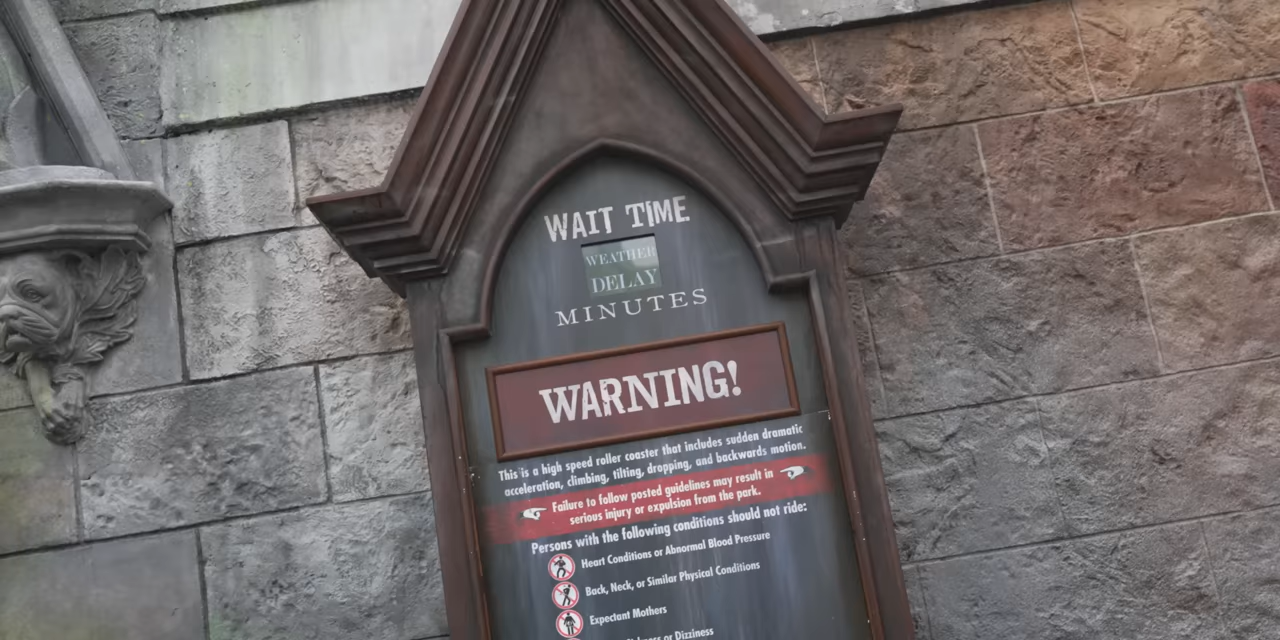 WAIT TIME
WEATHER
DELAY
MINUTES
WARNING!
This is a high speed roller coaster that includes sudden dramatic
acceleration, climbing, tilting, dropping, and backwards motion.
Failure to follow posted guidelines may result in
serious injury or expulsion from the park.
Persons with the following conditions should not ride:
Heart Conditions or Abnormal Blood Pressure
Back, Neck, or Similar Physical Conditions
Expectant Mothers
or Dizziness